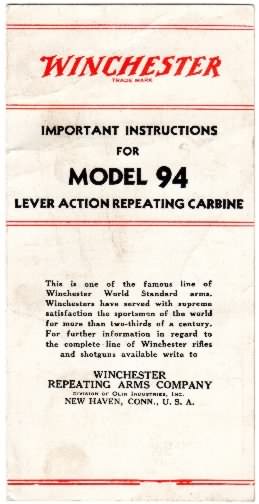 WINCHESTER
TRADE MARK
IMPORTANT INSTRUCTIONS
FOR
MODEL 94
LEVER ACTION REPEATING CARBINE
This is one of the famous line of
Winchester World Standard arms.
Winchesters have served with supreme
satisfaction the sportsmen of the world
for more than two-thirds of a century.
For further information in regard to
the complete line of Winchester rifles
and shotguns available write to
WINCHESTER
REPEATING ARMS COMPANY
DIVISION OF OLIN INDUSTRIES, INC.
NEW HAVEN, CONN., U. S. A.